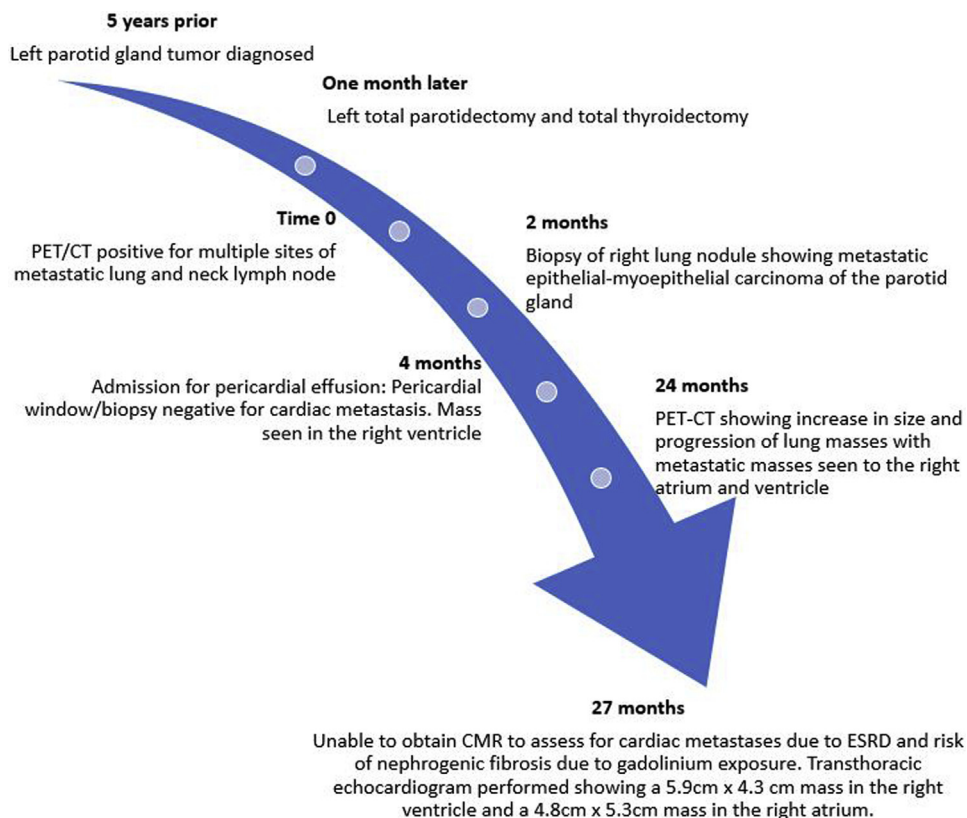 5 years prior
Left parotid gland tumor diagnosed
One month later
Left total parotidectomy and total thyroidectomy
Time 0
PET/CT positive for multiple sites of
metastatic lung and neck lymph node
2 months
Biopsy of right lung nodule showing metastatic
epithelial-myoepithelial carcinoma of the parotid
gland
4 months
Admission for pericardial effusion: Pericardial
window/biopsy negative for cardiac metastasis. Mass
seen in the right ventricle
24 months
PET-CT showing increase in size and
progression of lung masses with
metastatic masses seen to the right
atrium and ventricle
27 months
Unable to obtain CMR to assess for cardiac metastases due to ESRD and risk
of nephrogenic fibrosis due to gadolinium exposure. Transthoracic
echocardiogram performed showing a 5.9cm x 4.3 cm mass in the right
ventricle and a 4.8cm x 5.3cm mass in the right atrium.